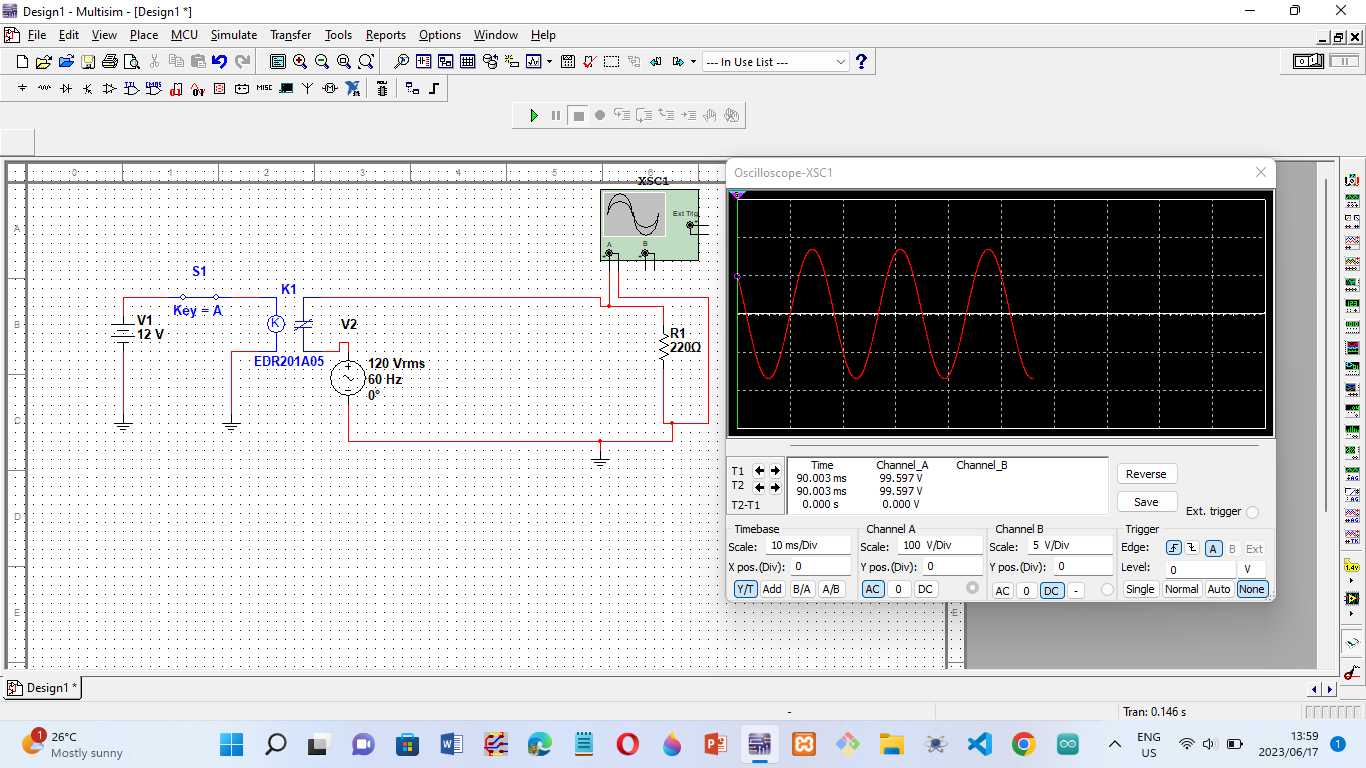 Design1 - Multisim - [Design1 *]
File Edit View Place MCU Simulate Transfer Tools Reports Options Window Help
--- In Use List --- ?
MISC
0 1 2 3 4 5 6
A
B
C
D
E
XSC1
Ext Trig
A B
S1
Key = A
K1
K
EDR201A05
V1
12 V
V2
120 Vrms
60 Hz
0°
R1
220Ω
E
Oscilloscope-XSC1
Time Channel_A Channel_B
T1 90.003 ms 99.597 V
T2 90.003 ms 99.597 V
T2-T1 0.000 s 0.000 V
Reverse
Save
Ext. trigger
Timebase
Scale: 10 ms/Div
X pos.(Div): 0
Y/T Add B/A A/B
Channel A
Scale: 100 V/Div
Y pos.(Div): 0
AC 0 DC
Channel B
Scale: 5 V/Div
Y pos.(Div): 0
AC 0 DC -
Trigger
Edge: A B Ext
Level: 0 V
Single Normal Auto None
1.4v
Design1 *
- Tran: 0.146 s
1
26°C
Mostly sunny
ENG
US
13:59
2023/06/17
1